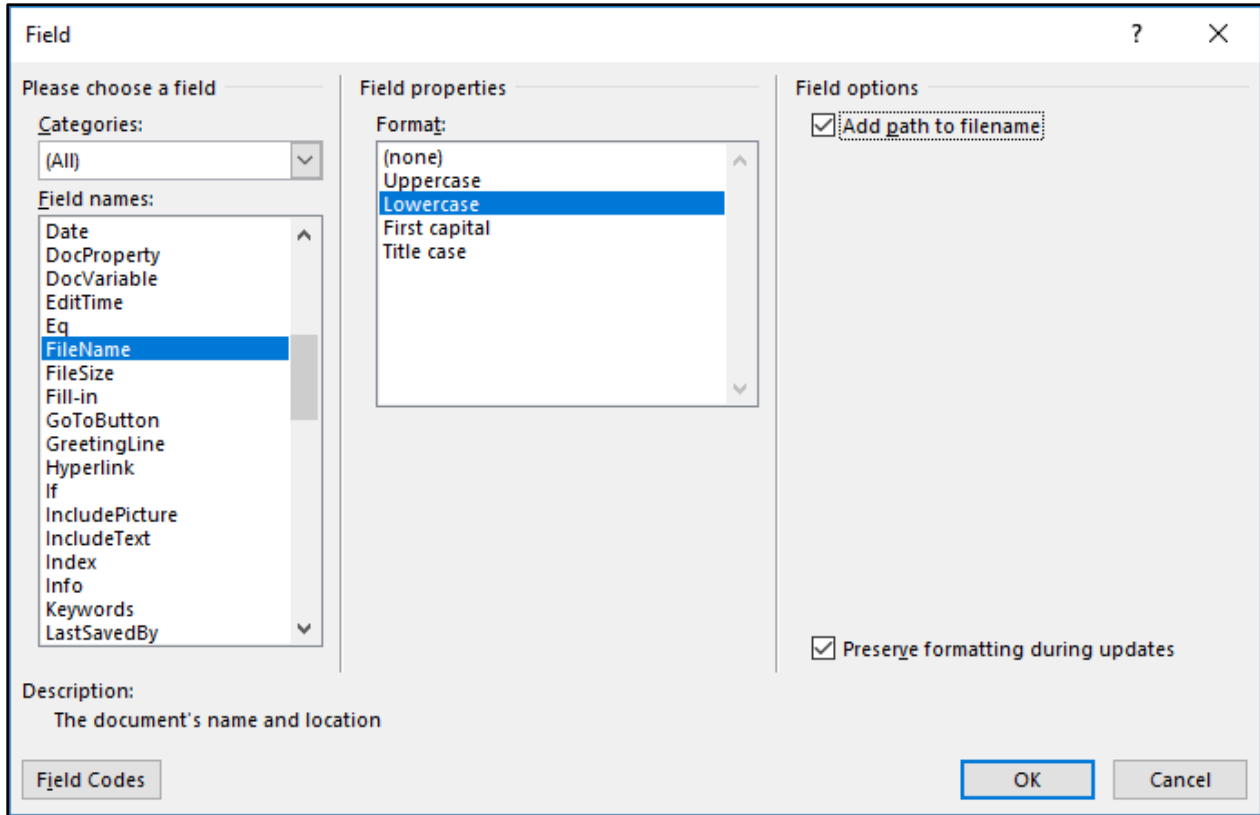 Field
?
Please choose a field
Categories:
(All)
Field names:
Date
DocProperty
DocVariable
EditTime
Eq
FileName
FileSize
Fill-in
GoToButton
GreetingLine
Hyperlink
If
IncludePicture
IncludeText
Index
Info
Keywords
LastSavedBy
Field properties
Format:
(none)
Uppercase
Lowercase
First capital
Title case
Field options
Add path to filename
Preserve formatting during updates
Description:
The document's name and location
Field Codes
OK
Cancel